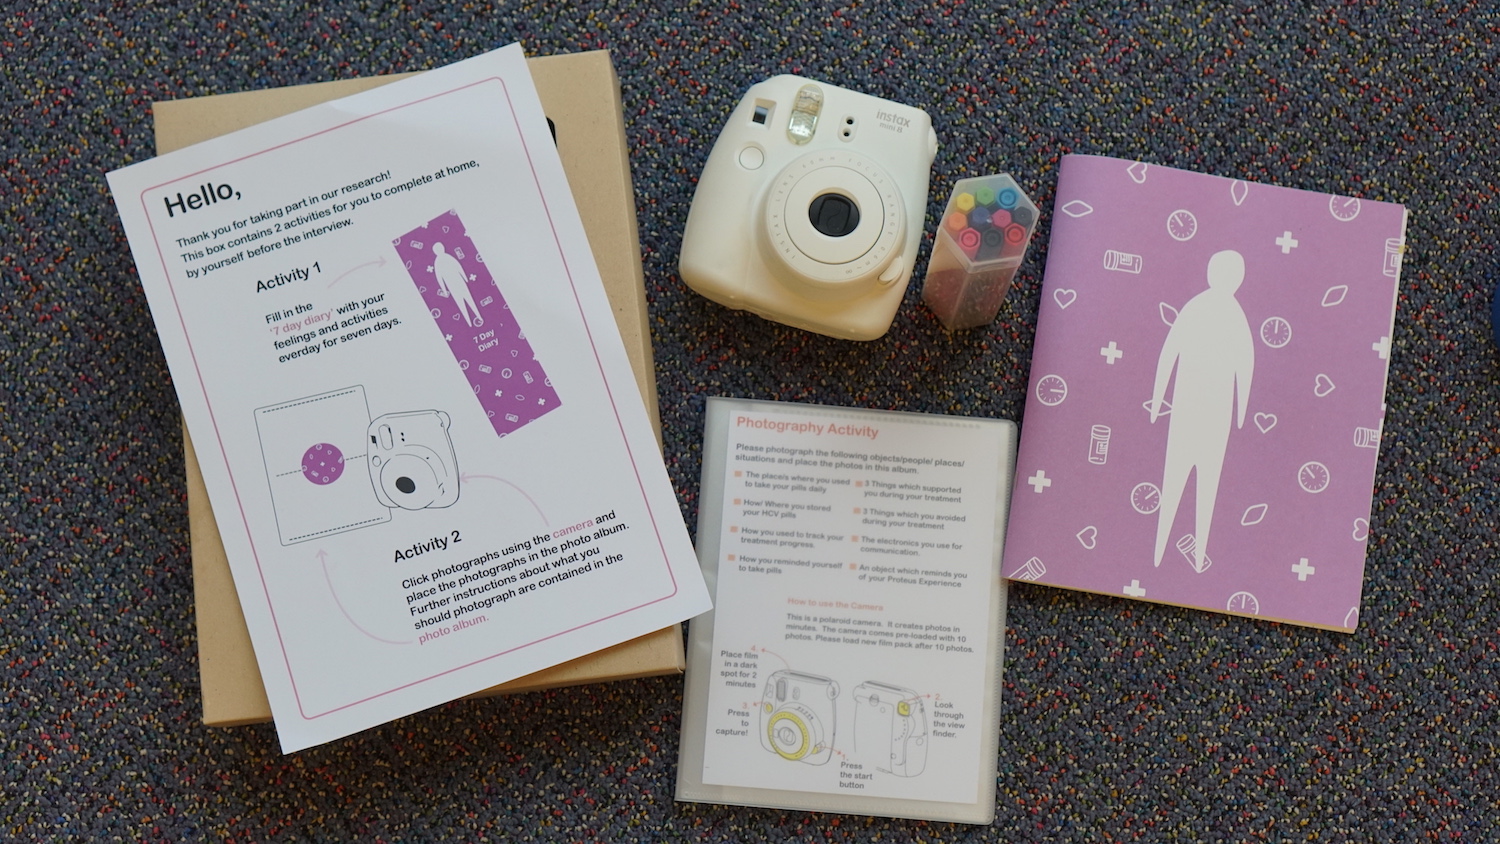 Hello,
Thank you for taking part in our research!
This box contains 2 activities for you to complete at home,
by yourself before the interview.
Activity 1
Fill in the
'7 day diary' with your
feelings and activities
everday for seven days.
7 Day
Diary
Activity 2
Click photographs using the camera and
place the photographs in the photo album.
Further instructions about what you
should photograph are contained in the
photo album.
instax
mini 8
Photography Activity
Please photograph the following objects/people/ places/
situations and place the photos in this album.
The place/s where you used
to take your pills daily
How/ Where you stored
your HCV pills
How you used to track your
treatment progress.
How you reminded yourself
to take pills
3 Things which supported
you during your treatment
3 Things which you avoided
during your treatment
The electronics you use for
communication.
An object which reminds you
of your Proteus Experience
How to use the Camera
This is a polaroid camera. It creates photos in
minutes. The camera comes pre-loaded with 10
photos. Please load new film pack after 10 photos.
4.
Place film
in a dark
spot for 2
minutes
3.
Press
to
capture!
2.
Look
through
the view
finder.
1.
Press
the start
button